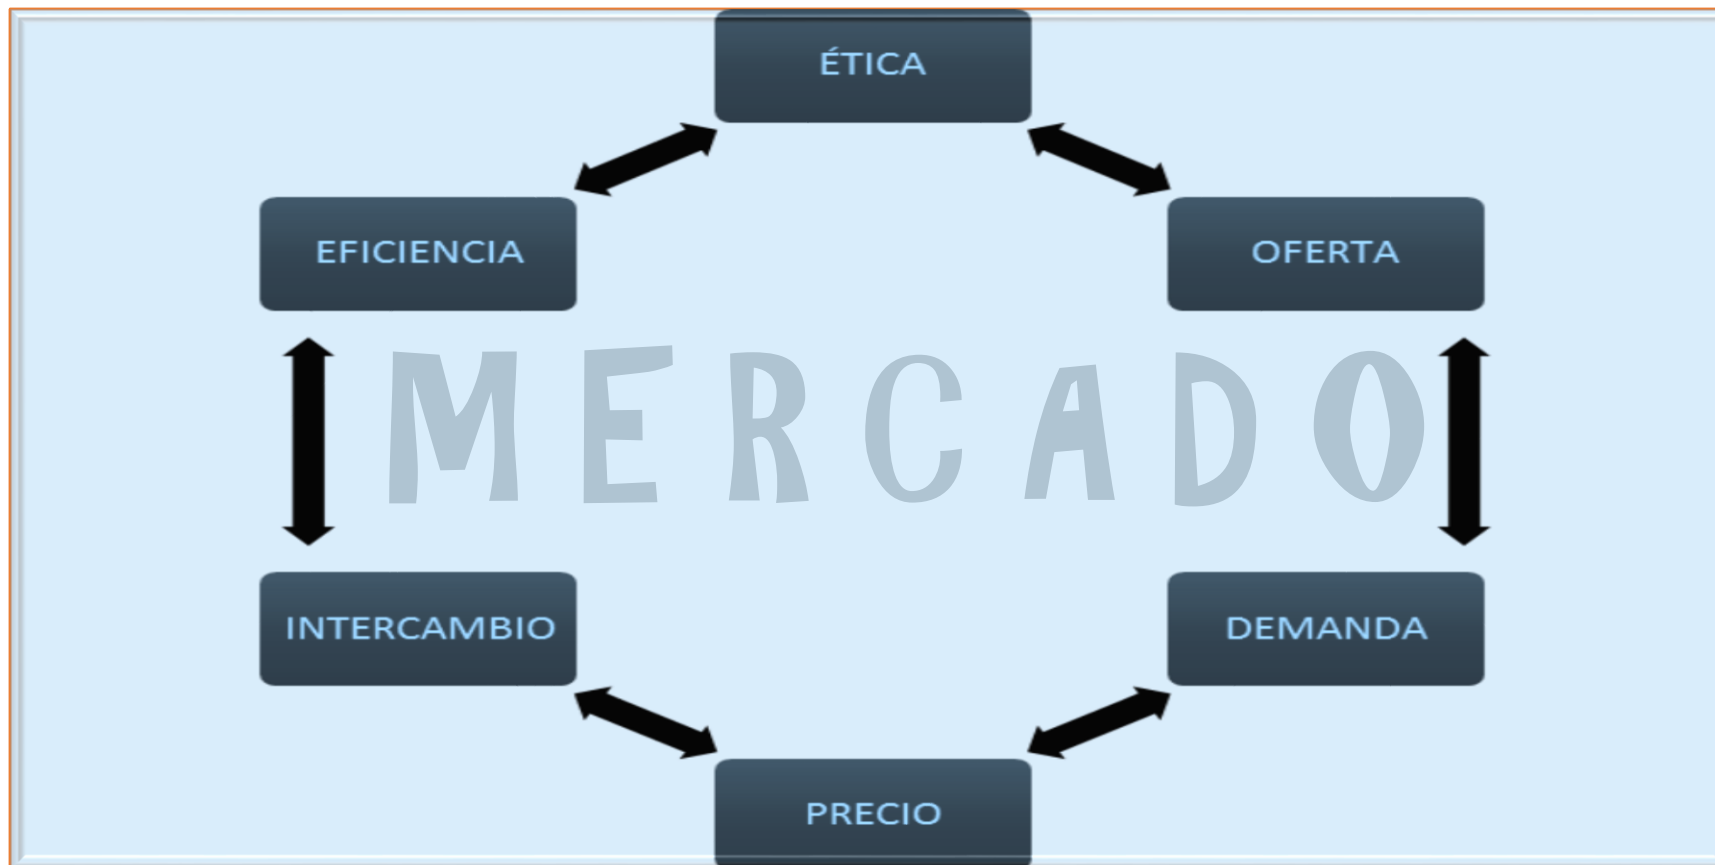 ÉTICA
EFICIENCIA
OFERTA
MERCADO
INTERCAMBIO
DEMANDA
PRECIO